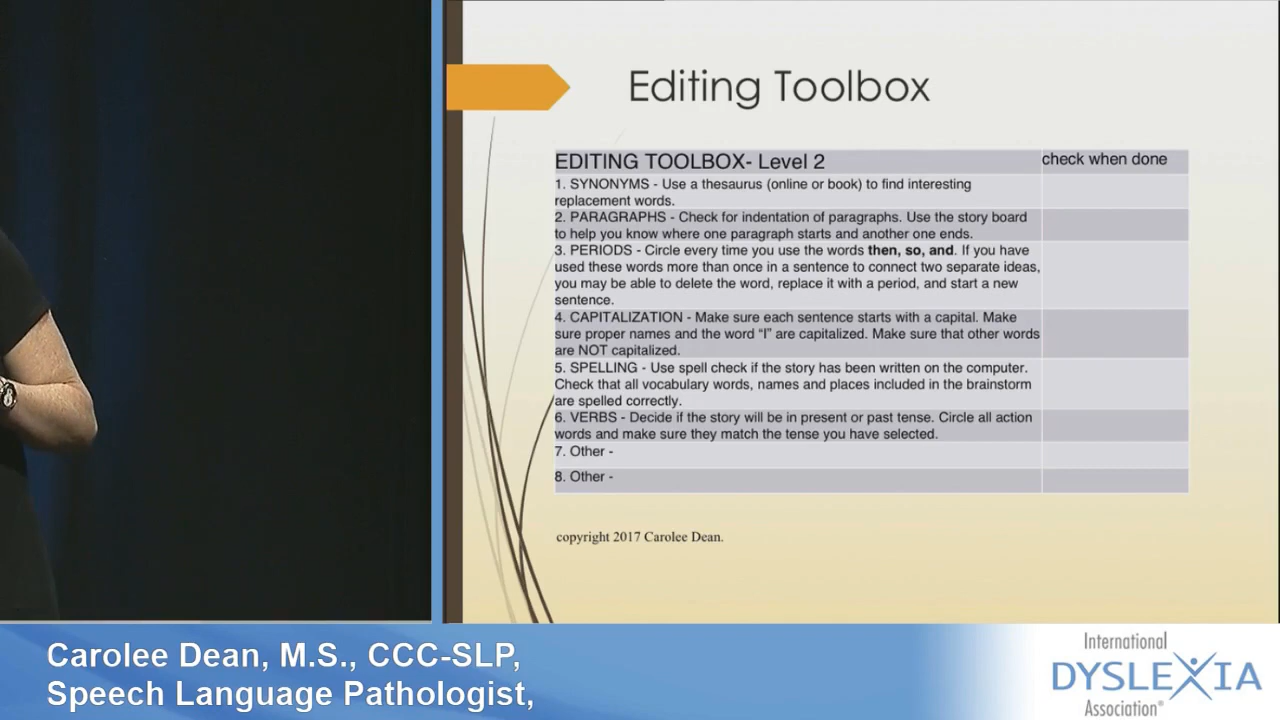 Editing Toolbox
EDITING TOOLBOX- Level 2
check when done
1. SYNONYMS - Use a thesaurus (online or book) to find interesting
replacement words.
2. PARAGRAPHS - Check for indentation of paragraphs. Use the story board
to help you know where one paragraph starts and another one ends.
3. PERIODS - Circle every time you use the words then, so, and. If you have
used these words more than once in a sentence to connect two separate ideas,
you may be able to delete the word, replace it with a period, and start a new
sentence.
4. CAPITALIZATION - Make sure each sentence starts with a capital. Make
sure proper names and the word “I” are capitalized. Make sure that other words
are NOT capitalized.
5. SPELLING - Use spell check if the story has been written on the computer.
Check that all vocabulary words, names and places included in the brainstorm
are spelled correctly.
6. VERBS - Decide if the story will be in present or past tense. Circle all action
words and make sure they match the tense you have selected.
7. Other -
8. Other -
copyright 2017 Carolee Dean.
Carolee Dean, M.S., CCC-SLP,
Speech Language Pathologist,
International
DYSLEXIA
Association®